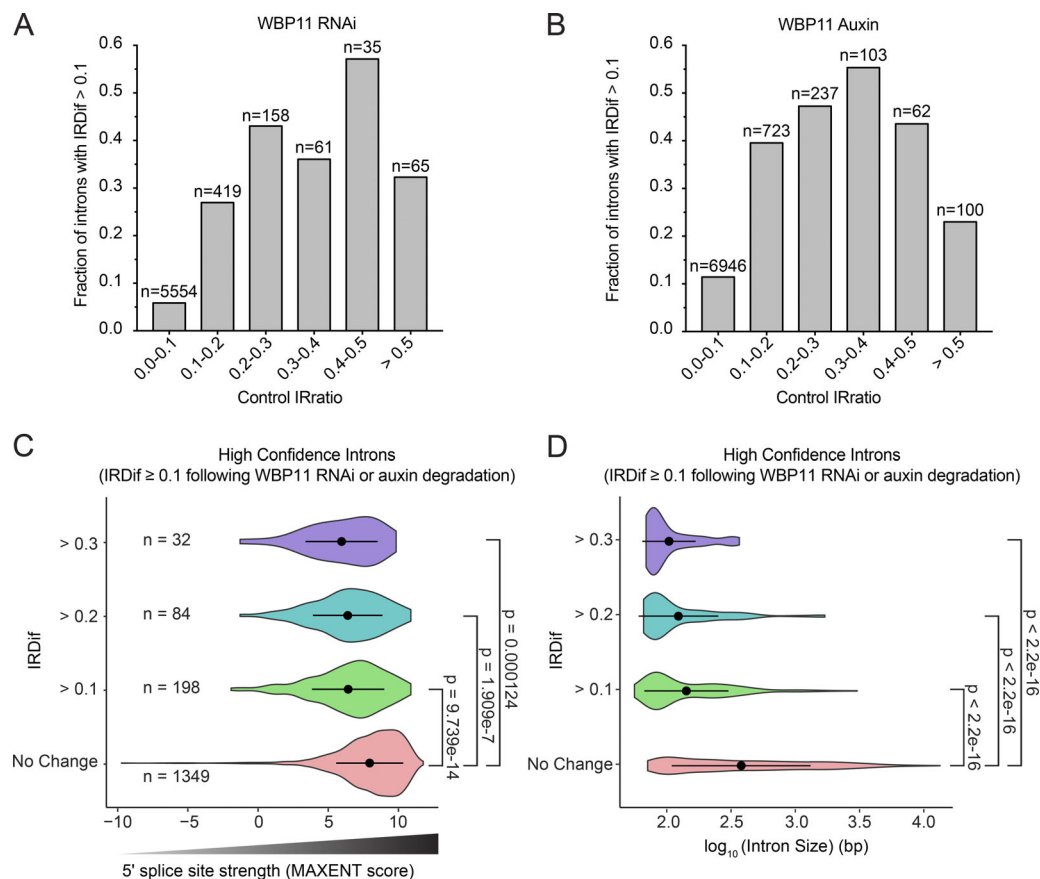 A
WBP11 RNAi
Fraction of introns with IRDif > 0.1
0.6
0.5
0.4
0.3
0.2
0.1
0.0
n=5554
n=419
n=158
n=61
n=35
n=65
0.0-0.1
0.1-0.2
0.2-0.3
0.3-0.4
0.4-0.5
> 0.5
Control IRratio
B
WBP11 Auxin
Fraction of introns with IRDif > 0.1
0.6
0.5
0.4
0.3
0.2
0.1
0.0
n=6946
n=723
n=237
n=103
n=62
n=100
0.0-0.1
0.1-0.2
0.2-0.3
0.3-0.4
0.4-0.5
> 0.5
Control IRratio
C
High Confidence Introns
(IRDif ≥ 0.1 following WBP11 RNAi or auxin degradation)
IRDif
> 0.3
n = 32
> 0.2
n = 84
> 0.1
n = 198
No Change
n = 1349
p = 9.739e-14
p = 1.909e-7
p = 0.000124
−10
−5
0
5
10
5' splice site strength (MAXENT score)
D
High Confidence Introns
(IRDif ≥ 0.1 following WBP11 RNAi or auxin degradation)
IRDif
> 0.3
> 0.2
> 0.1
No Change
p < 2.2e-16
p < 2.2e-16
p < 2.2e-16
2.0
2.5
3.0
3.5
4.0
log10 (Intron Size) (bp)